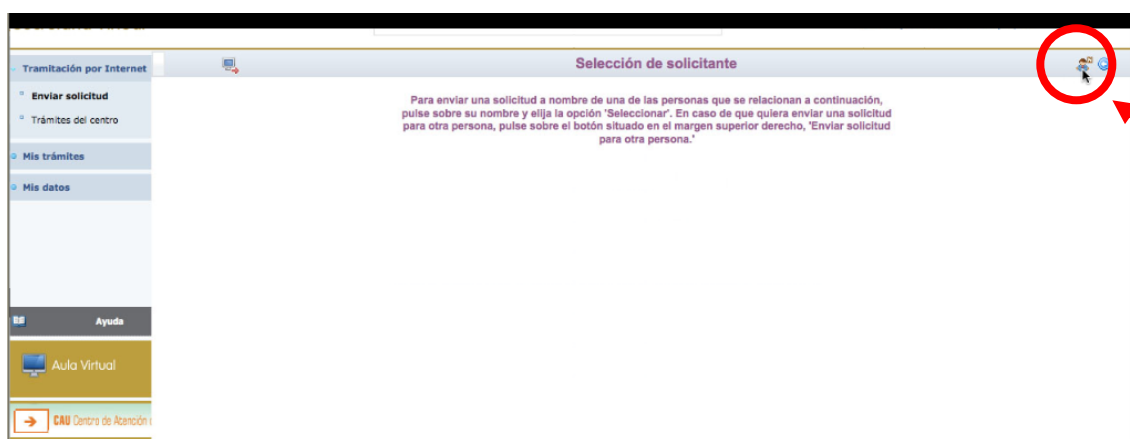 Tramitación por Internet
Selección de solicitante
Enviar solicitud
Trámites del centro
Mis trámites
Mis datos
Para enviar una solicitud a nombre de una de las personas que se relacionan a continuación,
pulse sobre su nombre y elija la opción 'Seleccionar'. En caso de que quiera enviar una solicitud
para otra persona, pulse sobre el botón situado en el margen superior derecho, 'Enviar solicitud
para otra persona.'
Ayuda
Aula Virtual
CAU Centro de Atención